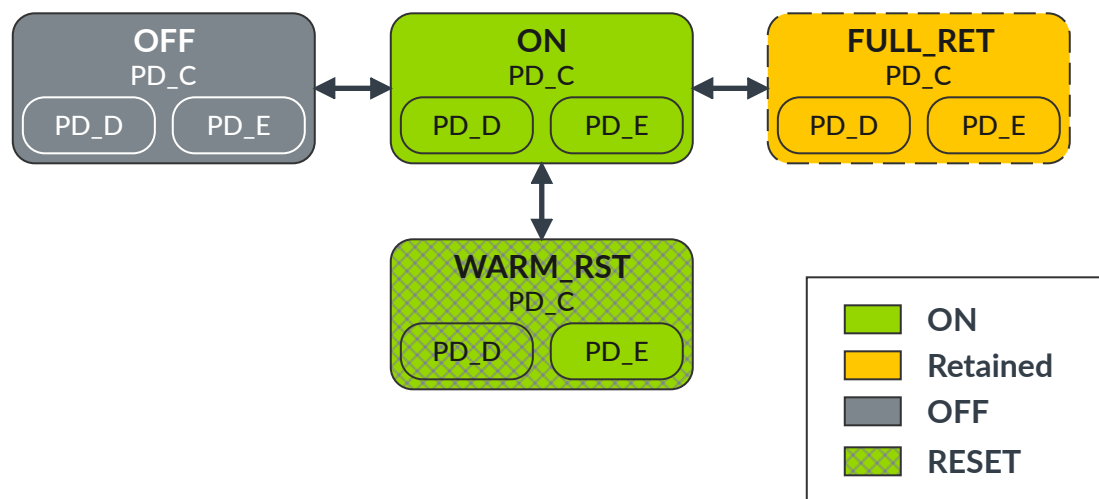 OFF
PD_C
PD_D
PD_E
ON
PD_C
PD_D
PD_E
FULL_RET
PD_C
PD_D
PD_E
WARM_RST
PD_C
PD_D
PD_E
ON
Retained
OFF
RESET